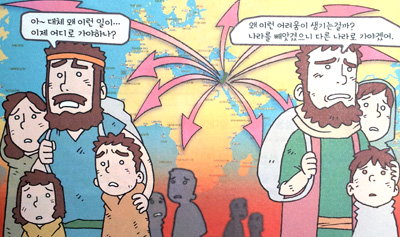 아~ 대체 왜 이런 일이…
이제 어디로 가야하나?
왜 이런 어려움이 생기는걸까?
나라를 빼앗겼으니 다른 나라로 가야겠어.